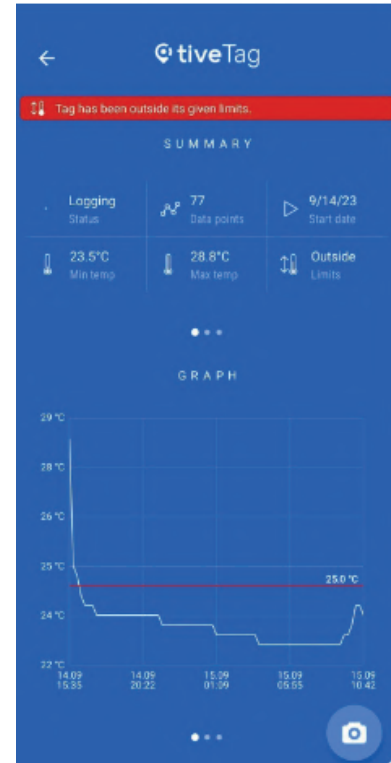 tiveTag
Tag has been outside its given limits.
SUMMARY
Logging
Status
77
Data points
9/14/23
Start date
23.5°C
Min temp
28.8°C
Max temp
Outside
Limits
GRAPH
29 °C
28 °C
26 °C
25 °C
25.0 °C
24 °C
22 °C
14.09 14.09 15.09 15.09 15.09
15:35 20:22 01:09 05:55 10:42